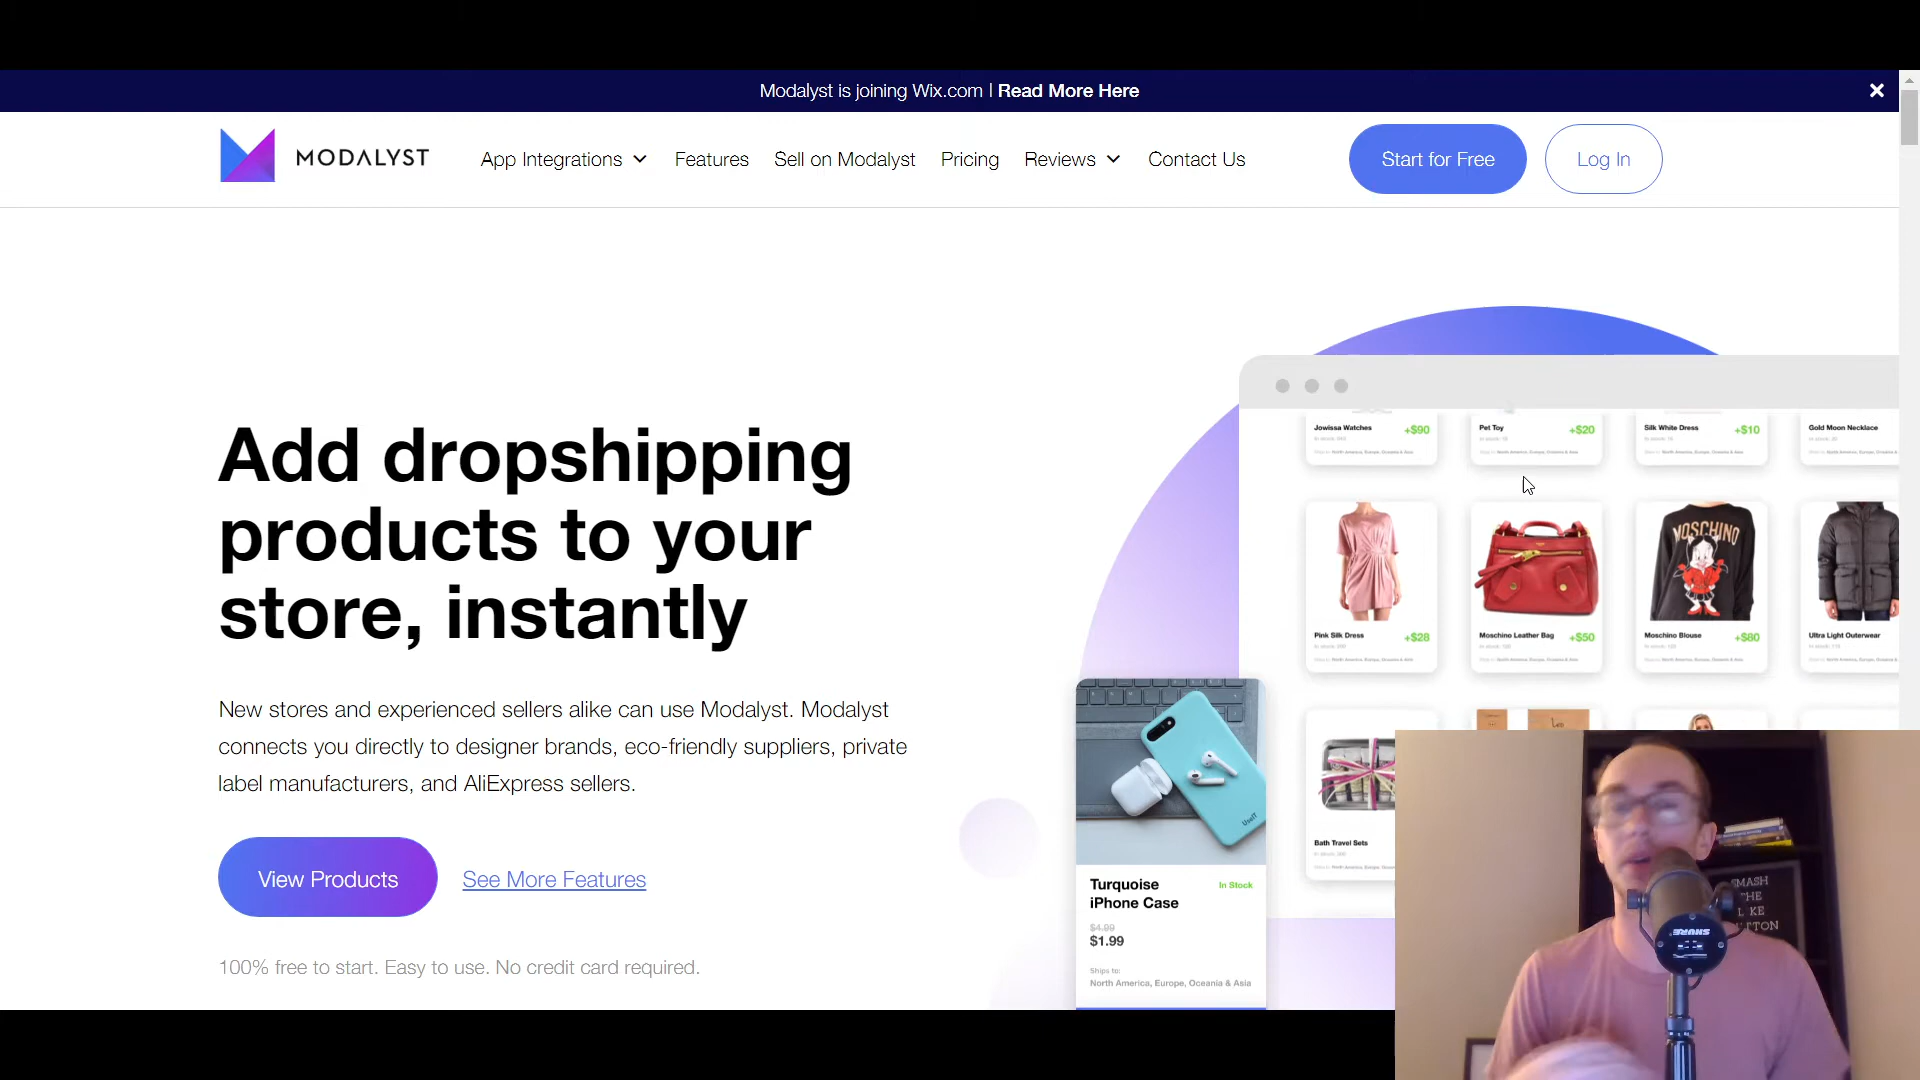 Modalyst is joining Wix.com | Read More Here
MODALYST
App Integrations
Features
Sell on Modalyst
Pricing
Reviews
Contact Us
Start for Free
Log In
Add dropshipping
products to your
store, instantly
New stores and experienced sellers alike can use Modalyst. Modalyst
connects you directly to designer brands, eco-friendly suppliers, private
label manufacturers, and AliExpress sellers.
View Products
See More Features
100% free to start. Easy to use. No credit card required.
Jowissa Watches +$90
Pet Toy +$20
Silk White Dress +$10
Gold Moon Necklace
MOSCHINO
Pink Silk Dress +$28
Moschino Leather Bag +$50
Moschino Blouse +$80
Ultra Light Outerwear
Bath Travel Sets
Turquoise
iPhone Case
In Stock
$4.99
$1.99
Ships to:
North America, Europe, Oceania & Asia
SMASH
THE
L KE
TTON
SHURE